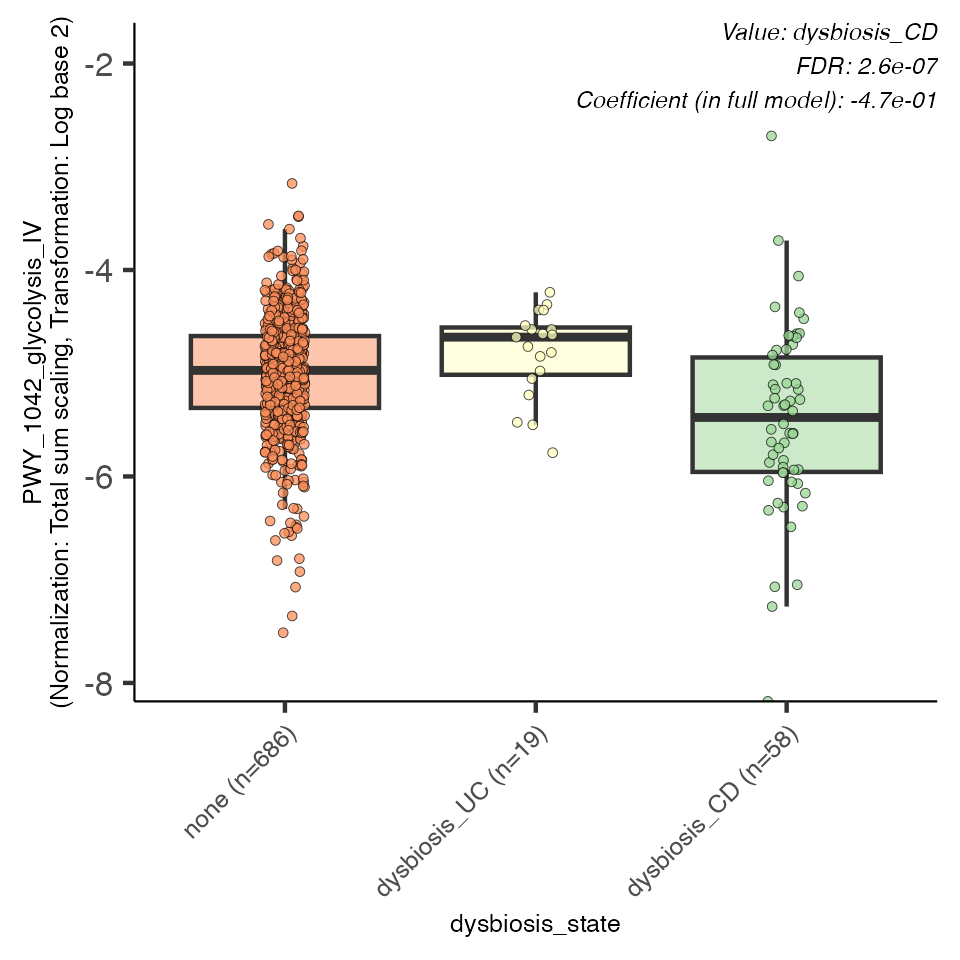 Value: dysbiosis_CD
FDR: 2.6e-07
Coefficient (in full model): -4.7e-01
PWY_1042_glycolysis_IV
(Normalization: Total sum scaling, Transformation: Log base 2)
-2
-4
-6
-8
none (n=686)
dysbiosis_UC (n=19)
dysbiosis_CD (n=58)
dysbiosis_state